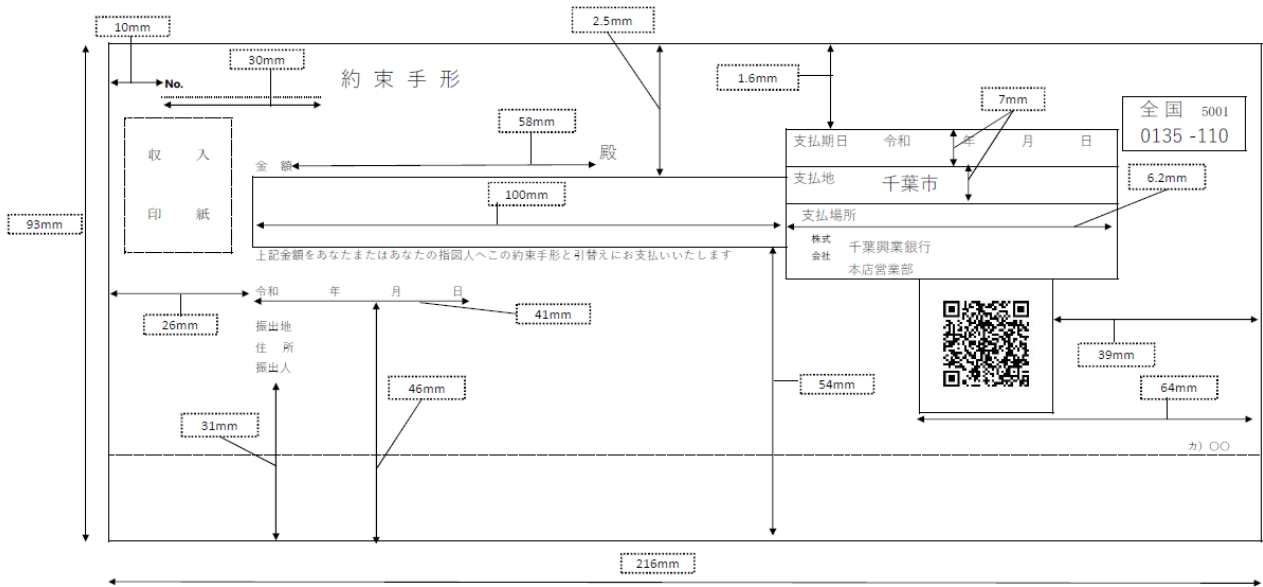 2.5mm
10mm
30mm
No.
約束手形
1.6mm
7mm
全国 5001
0135 -110
58mm
殿
金 額
支払期日 令和 年 月 日
収 入
印 紙
100mm
支払地 千葉市
6.2mm
93mm
支払場所
株式
会社
千葉興業銀行
本店営業部
上記金額をあなたまたはあなたの指図人へこの約束手形と引替えにお支払いいたします
令和 年 月 日
26mm
41mm
振出地
住 所
振出人
39mm
46mm
54mm
64mm
31mm
カ）〇〇
216mm